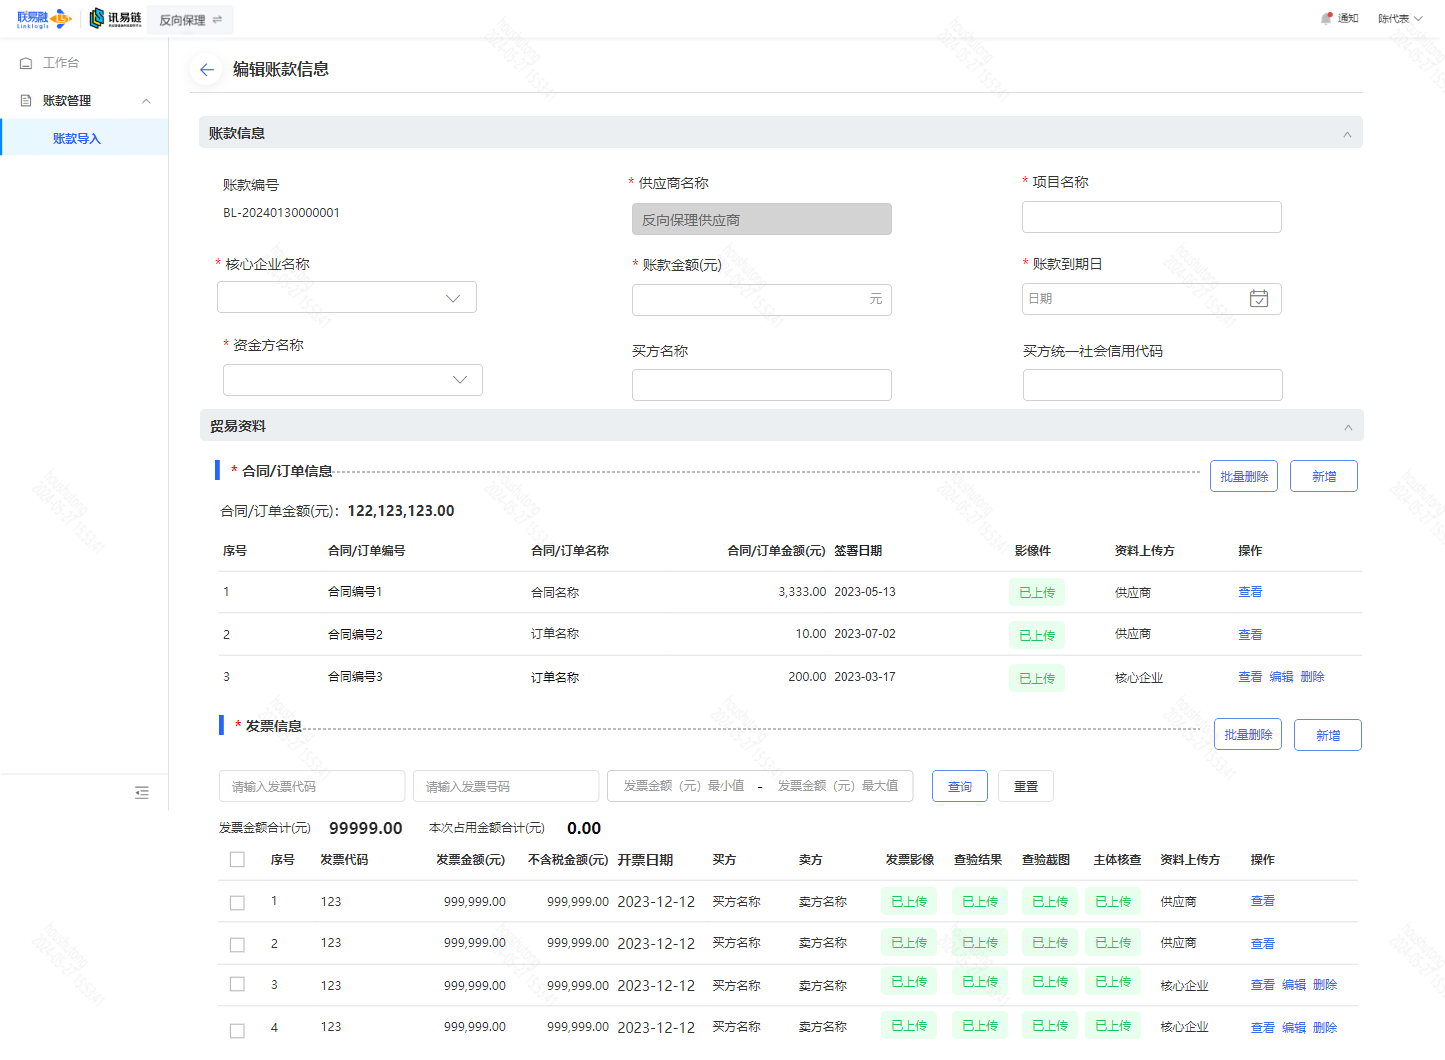 联易融 Linklogis LS 讯易链 反向保理 通知 陈代表
工作台
账款管理
账款导入
编辑账款信息
账款信息
账款编号 * 供应商名称 * 项目名称
BL-20240130000001 反向保理供应商
* 核心企业名称 * 账款金额(元) * 账款到期日
元 日期
* 资金方名称 买方名称 买方统一社会信用代码
贸易资料
* 合同/订单信息 批量删除 新增
合同/订单金额(元): 122,123,123.00
序号 合同/订单编号 合同/订单名称 合同/订单金额(元) 签署日期 影像件 资料上传方 操作
1 合同编号1 合同名称 3,333.00 2023-05-13 已上传 供应商 查看
2 合同编号2 订单名称 10.00 2023-07-02 已上传 供应商 查看
3 合同编号3 订单名称 200.00 2023-03-17 已上传 核心企业 查看 编辑 删除
* 发票信息 批量删除 新增
请输入发票代码 请输入发票号码 发票金额（元）最小值 - 发票金额（元）最大值 查询 重置
发票金额合计(元) 99999.00 本次占用金额合计(元) 0.00
序号 发票代码 发票金额(元) 不含税金额(元) 开票日期 买方 卖方 发票影像 查验结果 查验截图 主体核查 资料上传方 操作
1 123 999,999.00 999,999.00 2023-12-12 买方名称 卖方名称 已上传 已上传 已上传 已上传 供应商 查看
2 123 999,999.00 999,999.00 2023-12-12 买方名称 卖方名称 已上传 已上传 已上传 已上传 供应商 查看
3 123 999,999.00 999,999.00 2023-12-12 买方名称 卖方名称 已上传 已上传 已上传 已上传 核心企业 查看 编辑 删除
4 123 999,999.00 999,999.00 2023-12-12 买方名称 卖方名称 已上传 已上传 已上传 已上传 核心企业 查看 编辑 删除